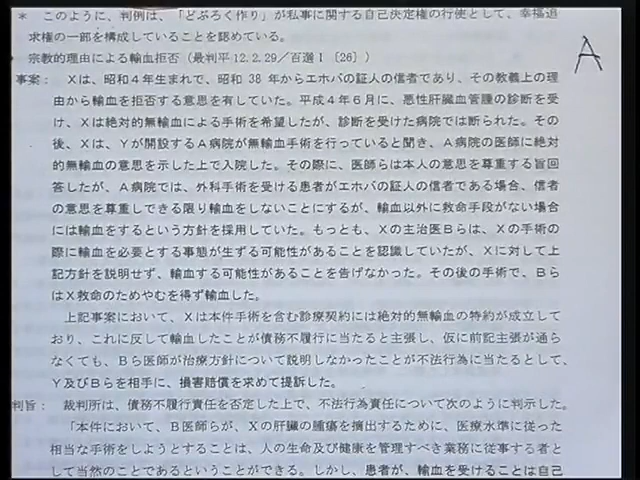 ＊ このように、判例は、「どぶろく作り」が私事に関する自己決定権の行使として、幸福追
求権の一部を構成していることを認めている。
宗教的理由による輸血拒否（最判平12.2.29／百選Ⅰ［26］）
A
事案： Ｘは、昭和４年生まれで、昭和 38 年からエホバの証人の信者であり、その教義上の理
由から輸血を拒否する意思を有していた。平成４年６月に、悪性肝臓血管腫の診断を受
け、Ｘは絶対的無輸血による手術を希望したが、診断を受けた病院では断られた。その
後、Ｘは、Ｙが開設するＡ病院が無輸血手術を行っていると聞き、Ａ病院の医師に絶対
的無輸血の意思を示した上で入院した。その際に、医師らは本人の意思を尊重する旨回
答したが、Ａ病院では、外科手術を受ける患者がエホバの証人の信者である場合、信者
の意思を尊重しできる限り輸血をしないことにするが、輸血以外に救命手段がない場合
には輸血をするという方針を採用していた。もっとも、Ｘの主治医Ｂらは、Ｘの手術の
際に輸血を必要とする事態が生ずる可能性があることを認識していたが、Ｘに対して上
記方針を説明せず、輸血する可能性があることを告げなかった。その後の手術で、Ｂら
はＸ救命のためやむを得ず輸血した。
上記事案において、Ｘは本件手術を含む診療契約には絶対的無輸血の特約が成立して
おり、これに反して輸血したことが債務不履行に当たると主張し、仮に前記主張が通ら
なくても、Ｂら医師が治療方針について説明しなかったことが不法行為に当たるとして、
Ｙ及びＢらを相手に、損害賠償を求めて提訴した。
判旨： 裁判所は、債務不履行責任を否定した上で、不法行為責任について次のように判示した。
「本件において、Ｂ医師らが、Ｘの肝臓の腫瘍を摘出するために、医療水準に従った
相当な手術をしようとすることは、人の生命及び健康を管理すべき業務に従事する者と
して当然のことであるということができる。しかし、患者が、輸血を受けることは自己